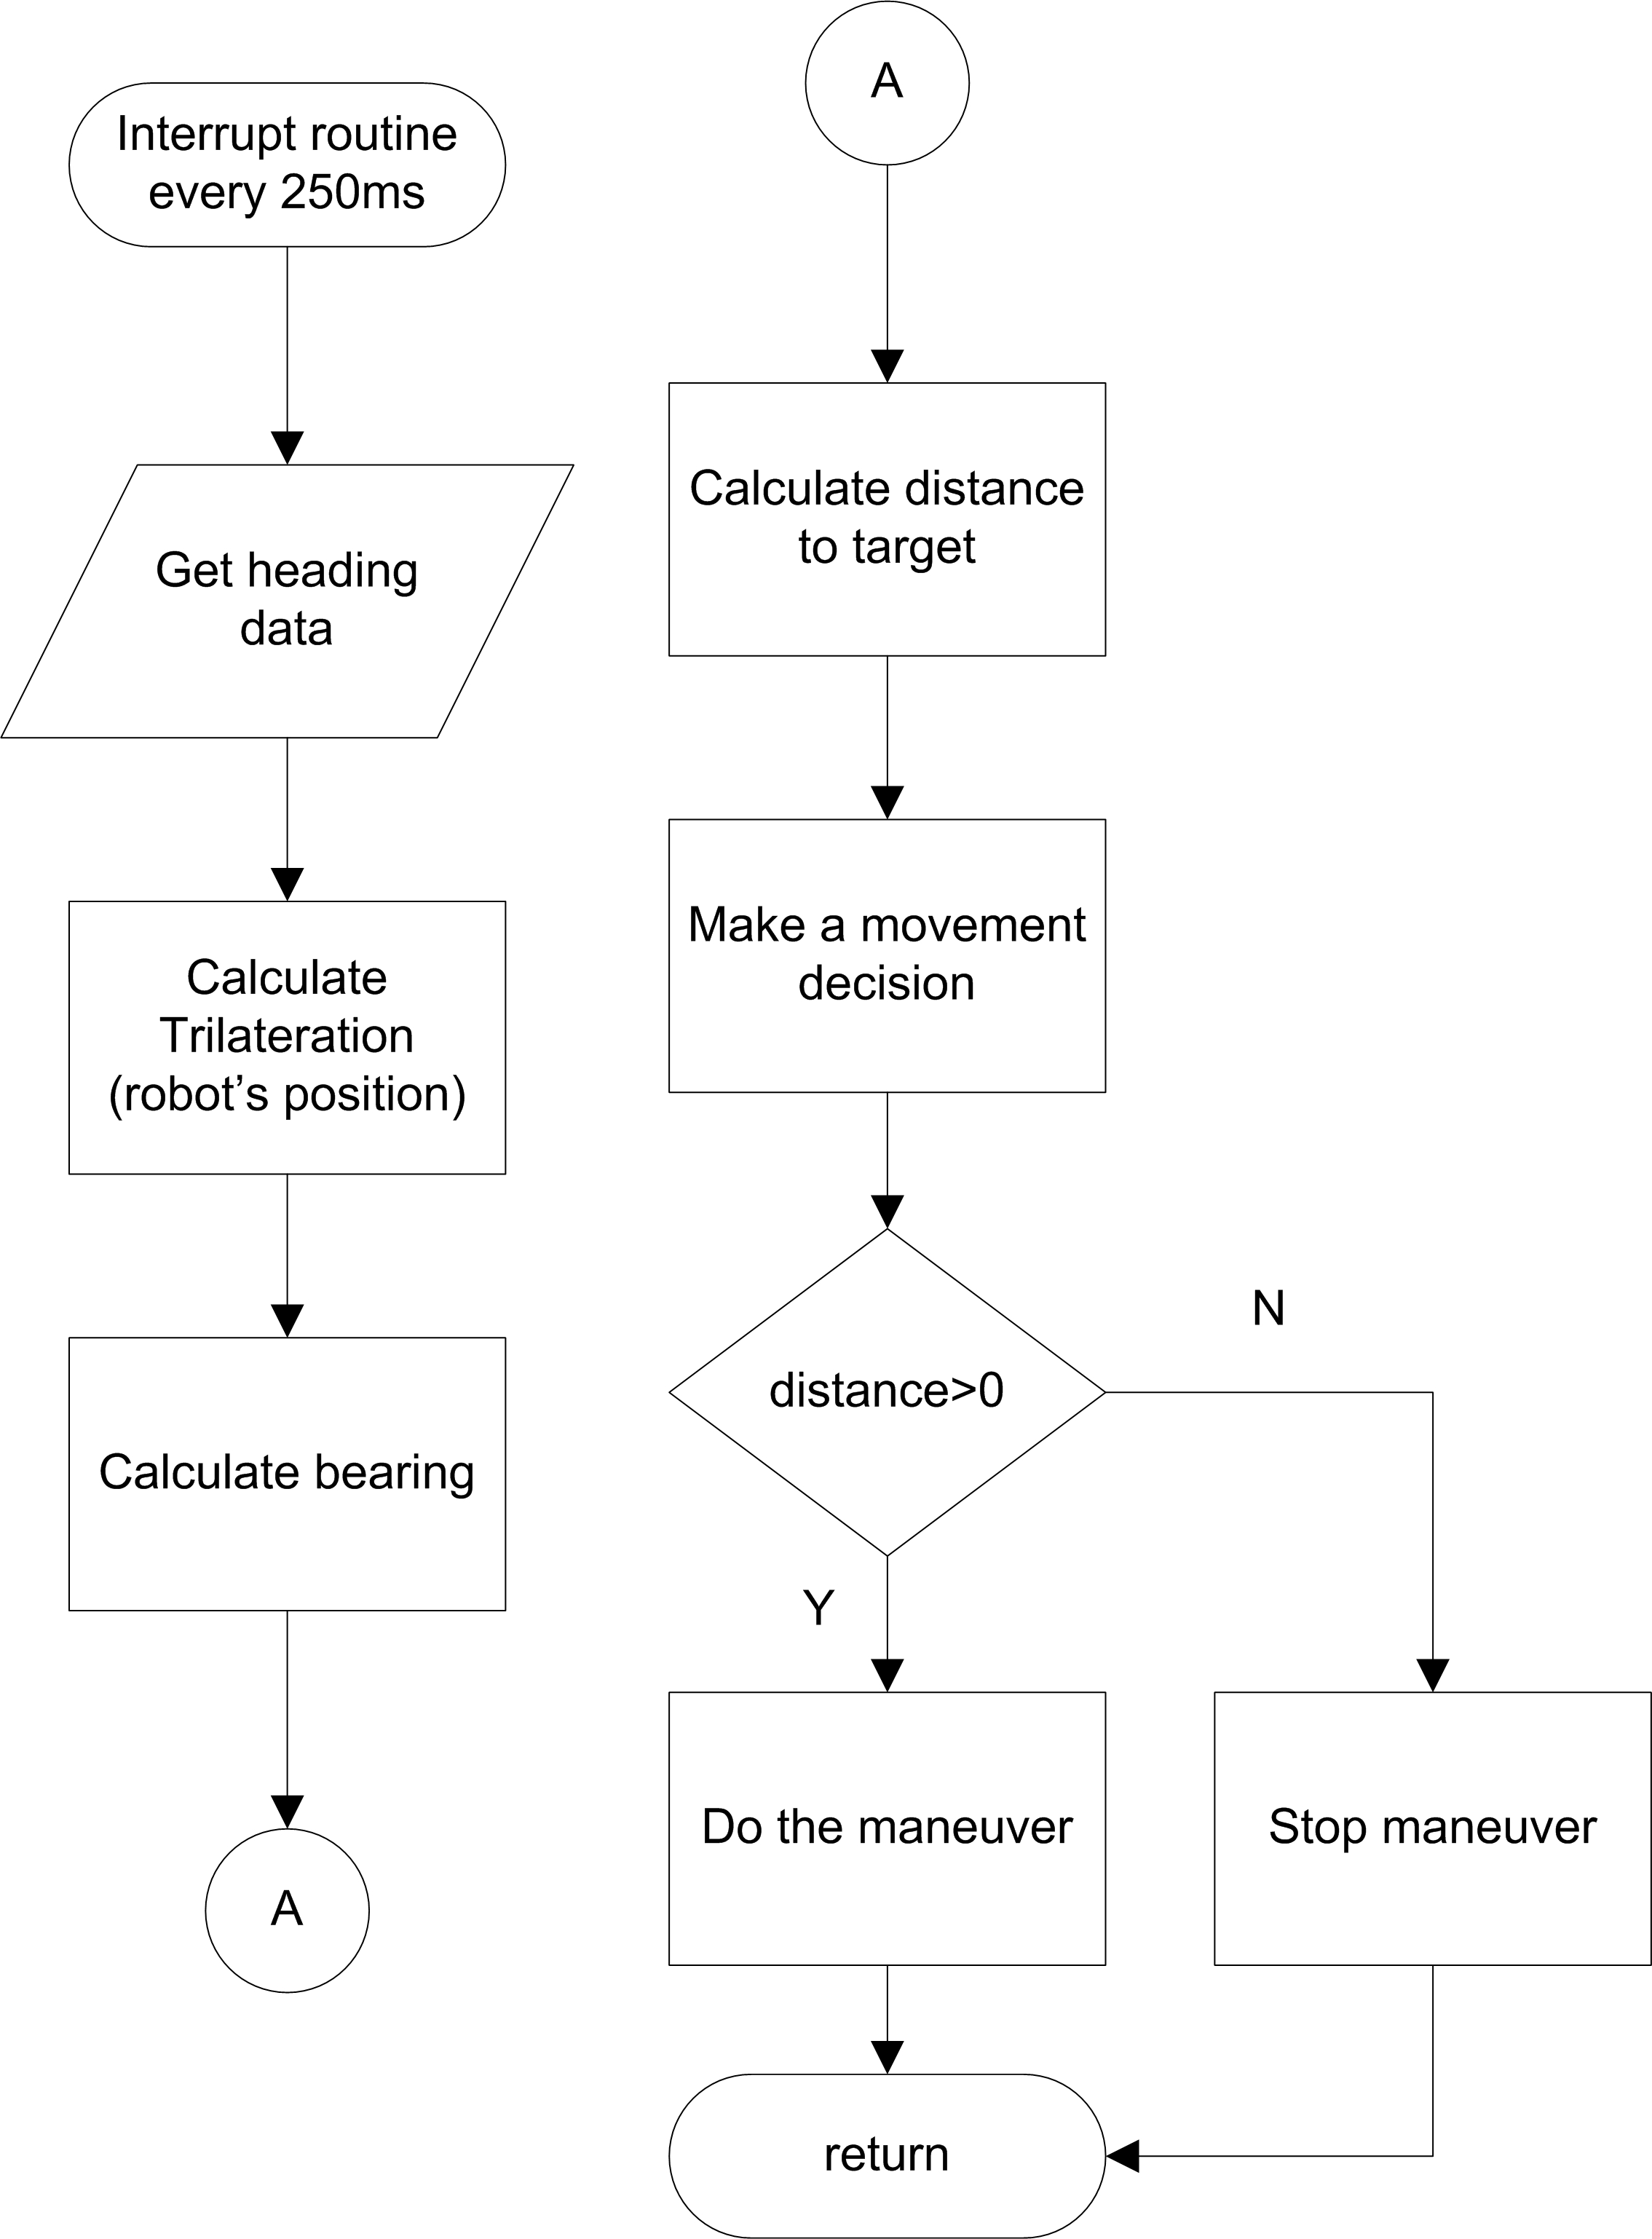 Interrupt routine
every 250ms
Get heading
data
Calculate
Trilateration
(robot’s position)
Calculate bearing
A
A
Calculate distance
to target
Make a movement
decision
distance>0
N
Y
Do the maneuver
Stop maneuver
return